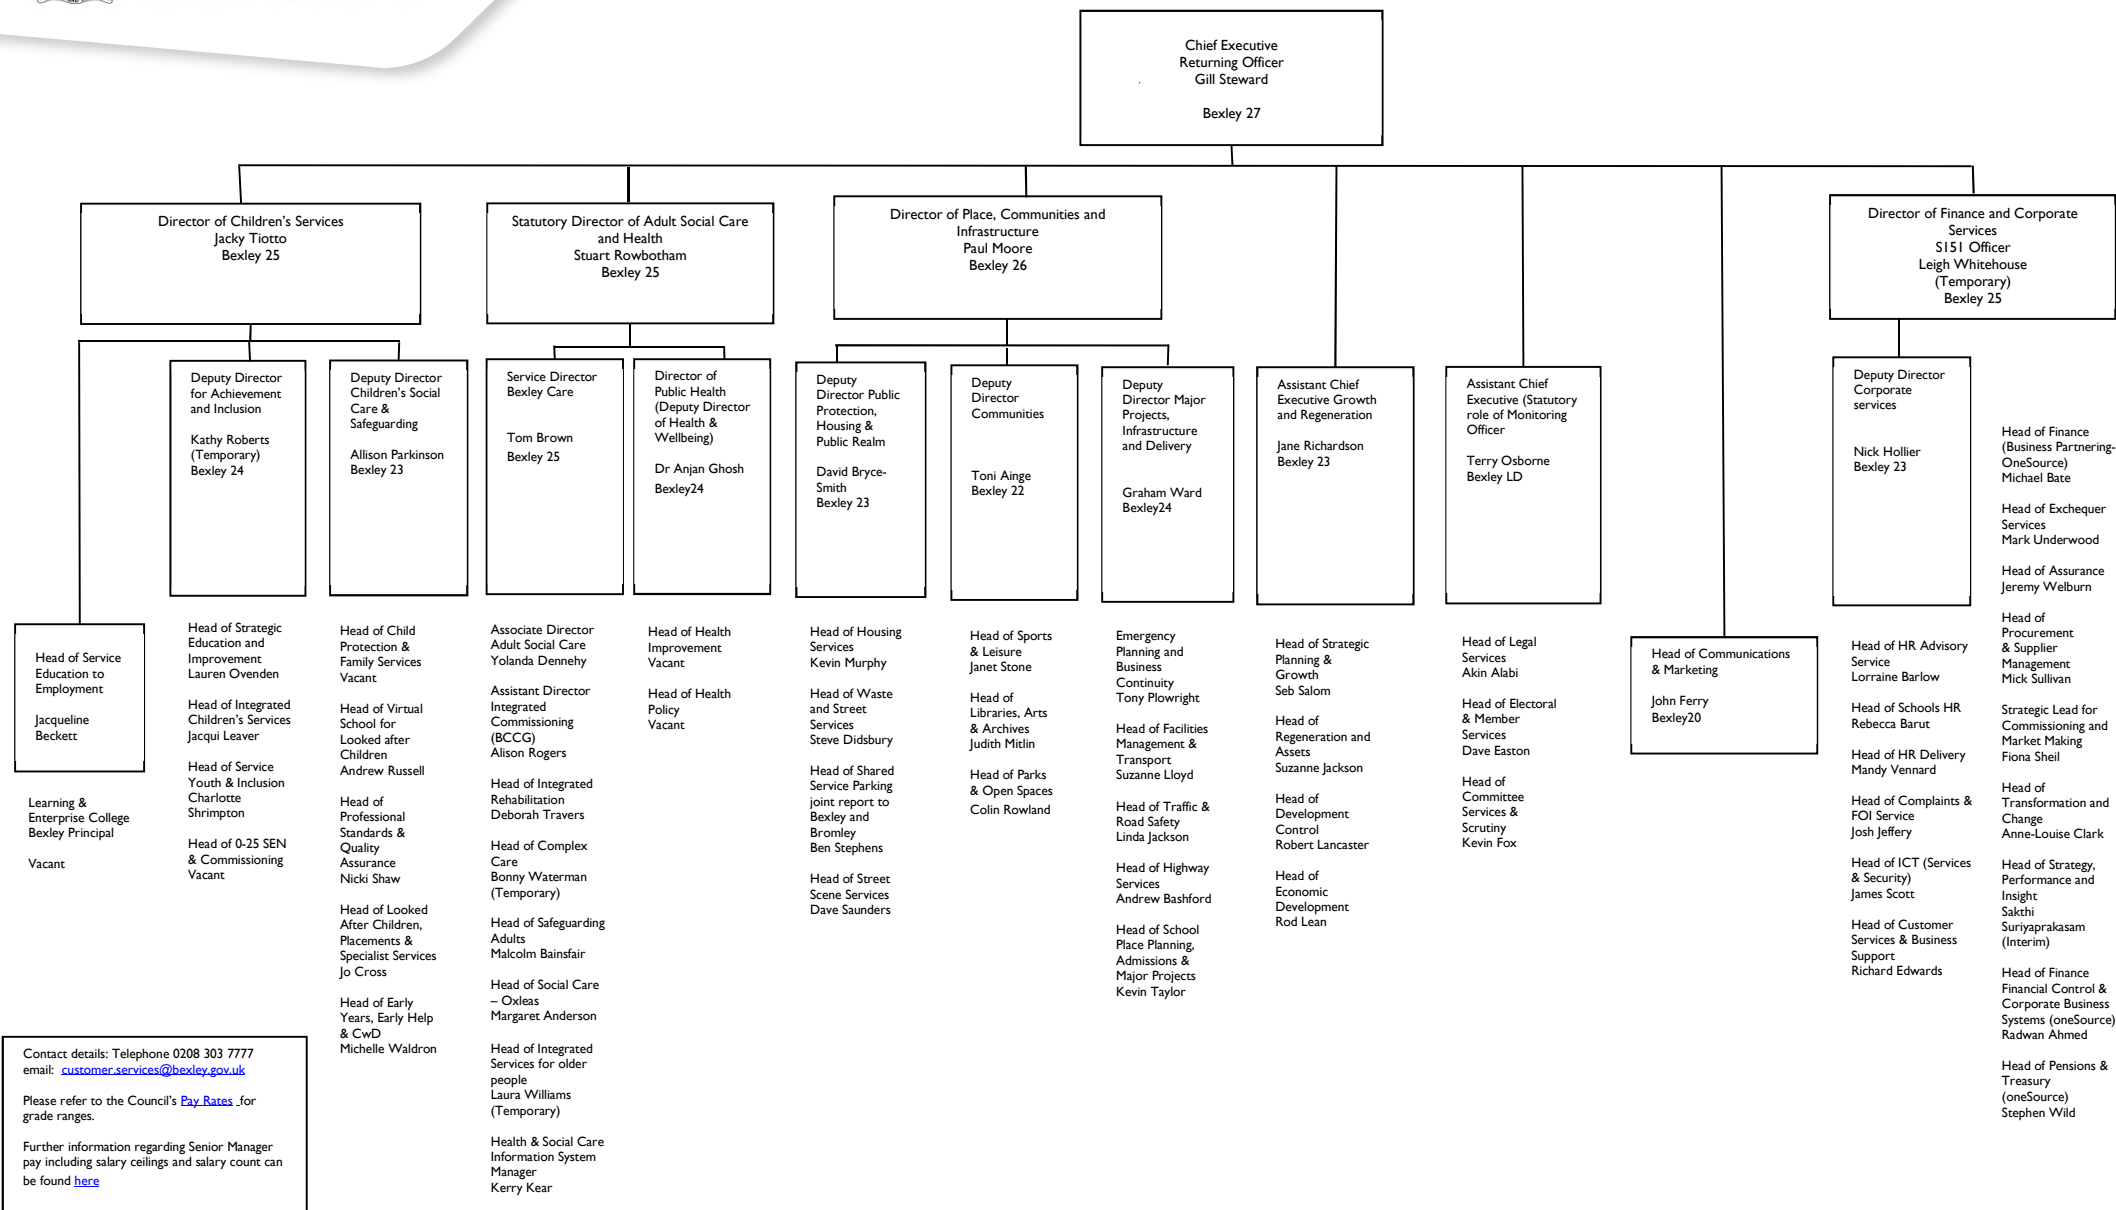 Chief Executive
Returning Officer
Gill Steward
Bexley 27
Director of Children's Services
Jacky Tiotto
Bexley 25
Statutory Director of Adult Social Care
and Health
Stuart Rowbotham
Bexley 25
Director of Place, Communities and
Infrastructure
Paul Moore
Bexley 26
Director of Finance and Corporate
Services
S151 Officer
Leigh Whitehouse
(Temporary)
Bexley 25
Deputy Director
for Achievement
and Inclusion
Kathy Roberts
(Temporary)
Bexley 24
Deputy Director
Children's Social
Care &
Safeguarding
Allison Parkinson
Bexley 23
Service Director
Bexley Care
Tom Brown
Bexley 25
Director of
Public Health
(Deputy Director
of Health &
Wellbeing)
Dr Anjan Ghosh
Bexley24
Deputy
Director Public
Protection,
Housing &
Public Realm
David Bryce-
Smith
Bexley 23
Deputy
Director
Communities
Toni Ainge
Bexley 22
Deputy
Director Major
Projects,
Infrastructure
and Delivery
Graham Ward
Bexley24
Assistant Chief
Executive Growth
and Regeneration
Jane Richardson
Bexley 23
Assistant Chief
Executive (Statutory
role of Monitoring
Officer
Terry Osborne
Bexley LD
Deputy Director
Corporate
services
Nick Hollier
Bexley 23
Head of Service
Education to
Employment
Jacqueline
Beckett
Learning &
Enterprise College
Bexley Principal
Vacant
Head of Strategic
Education and
Improvement
Lauren Ovenden
Head of Integrated
Children's Services
Jacqui Leaver
Head of Service
Youth & Inclusion
Charlotte
Shrimpton
Head of 0-25 SEN
& Commissioning
Vacant
Head of Child
Protection &
Family Services
Vacant
Head of Virtual
School for
Looked after
Children
Andrew Russell
Head of
Professional
Standards &
Quality
Assurance
Nicki Shaw
Head of Looked
After Children,
Placements &
Specialist Services
Jo Cross
Head of Early
Years, Early Help
& CwD
Michelle Waldron
Associate Director
Adult Social Care
Yolanda Dennehy
Assistant Director
Integrated
Commissioning
(BCCG)
Alison Rogers
Head of Integrated
Rehabilitation
Deborah Travers
Head of Complex
Care
Bonny Waterman
(Temporary)
Head of Safeguarding
Adults
Malcolm Bainsfair
Head of Social Care
– Oxleas
Margaret Anderson
Head of Integrated
Services for older
people
Laura Williams
(Temporary)
Health & Social Care
Information System
Manager
Kerry Kear
Head of Health
Improvement
Vacant
Head of Health
Policy
Vacant
Head of Housing
Services
Kevin Murphy
Head of Waste
and Street
Services
Steve Didsbury
Head of Shared
Service Parking
joint report to
Bexley and
Bromley
Ben Stephens
Head of Street
Scene Services
Dave Saunders
Head of Sports
& Leisure
Janet Stone
Head of
Libraries, Arts
& Archives
Judith Mitlin
Head of Parks
& Open Spaces
Colin Rowland
Emergency
Planning and
Business
Continuity
Tony Plowright
Head of Facilities
Management &
Transport
Suzanne Lloyd
Head of Traffic &
Road Safety
Linda Jackson
Head of Highway
Services
Andrew Bashford
Head of School
Place Planning,
Admissions &
Major Projects
Kevin Taylor
Head of Strategic
Planning &
Growth
Seb Salom
Head of
Regeneration and
Assets
Suzanne Jackson
Head of
Development
Control
Robert Lancaster
Head of
Economic
Development
Rod Lean
Head of Legal
Services
Akin Alabi
Head of Electoral
& Member
Services
Dave Easton
Head of
Committee
Services &
Scrutiny
Kevin Fox
Head of Communications
& Marketing
John Ferry
Bexley20
Head of HR Advisory
Service
Lorraine Barlow
Head of Schools HR
Rebecca Barut
Head of HR Delivery
Mandy Vennard
Head of Complaints &
FOI Service
Josh Jeffery
Head of ICT (Services
& Security)
James Scott
Head of Customer
Services & Business
Support
Richard Edwards
Head of Finance
(Business Partnering-
OneSource)
Michael Bate
Head of Exchequer
Services
Mark Underwood
Head of Assurance
Jeremy Welburn
Head of
Procurement
& Supplier
Management
Mick Sullivan
Strategic Lead for
Commissioning and
Market Making
Fiona Sheil
Head of
Transformation and
Change
Anne-Louise Clark
Head of Strategy,
Performance and
Insight
Sakthi
Suriyaprakasam
(Interim)
Head of Finance
Financial Control &
Corporate Business
Systems (oneSource)
Radwan Ahmed
Head of Pensions &
Treasury
(oneSource)
Stephen Wild
Contact details: Telephone 0208 303 7777
email: customer.services@bexley.gov.uk
Please refer to the Council's Pay Rates for
grade ranges.
Further information regarding Senior Manager
pay including salary ceilings and salary count can
be found here